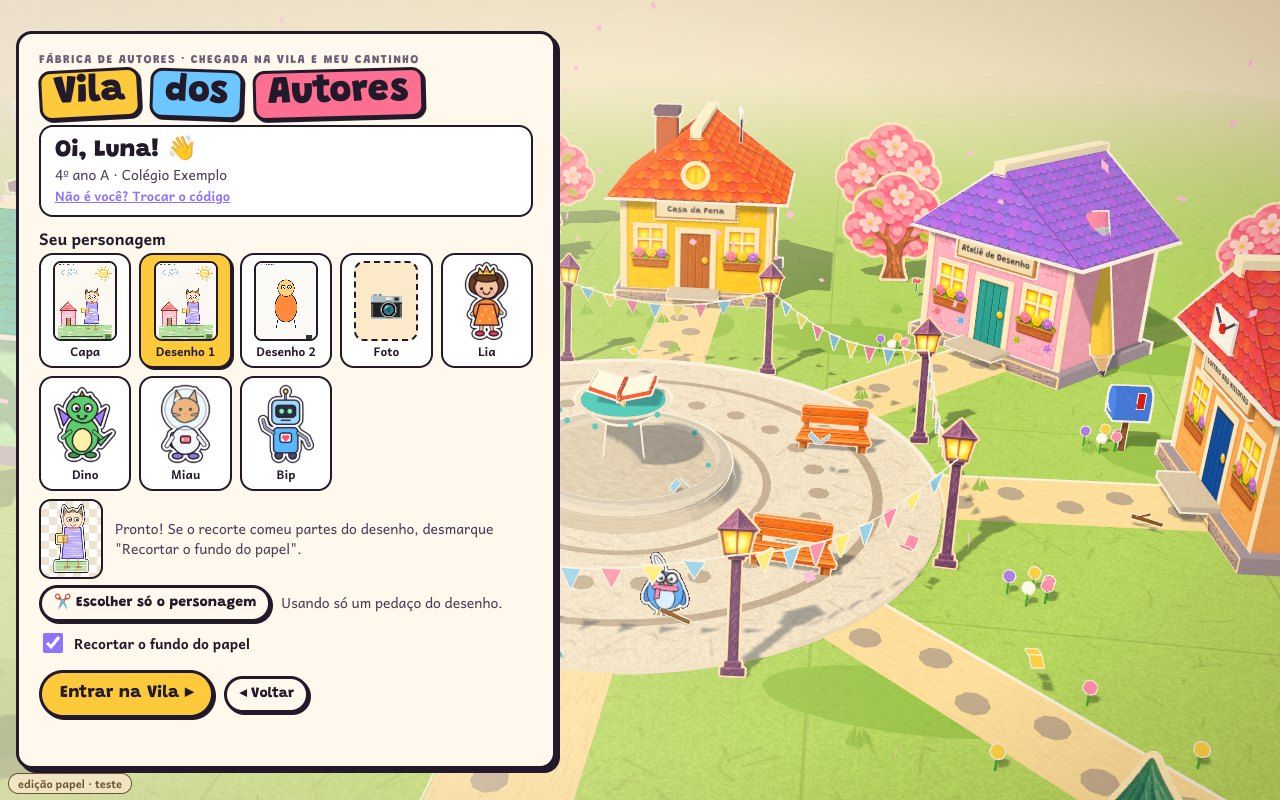 FÁBRICA DE AUTORES · CHEGADA NA VILA E MEU CANTINHO
Vila dos Autores
Oi, Luna! 👋
4º ano A · Colégio Exemplo
Não é você? Trocar o código
Seu personagem
Capa
Desenho 1
Desenho 2
Foto
Lia
Dino
Miau
Bip
Pronto! Se o recorte comeu partes do desenho, desmarque
"Recortar o fundo do papel".
✂️ Escolher só o personagem
Usando só um pedaço do desenho.
Recortar o fundo do papel
Entrar na Vila ▸
◂ Voltar
edição papel · teste
Casa da Pena
Ateliê de Desenho